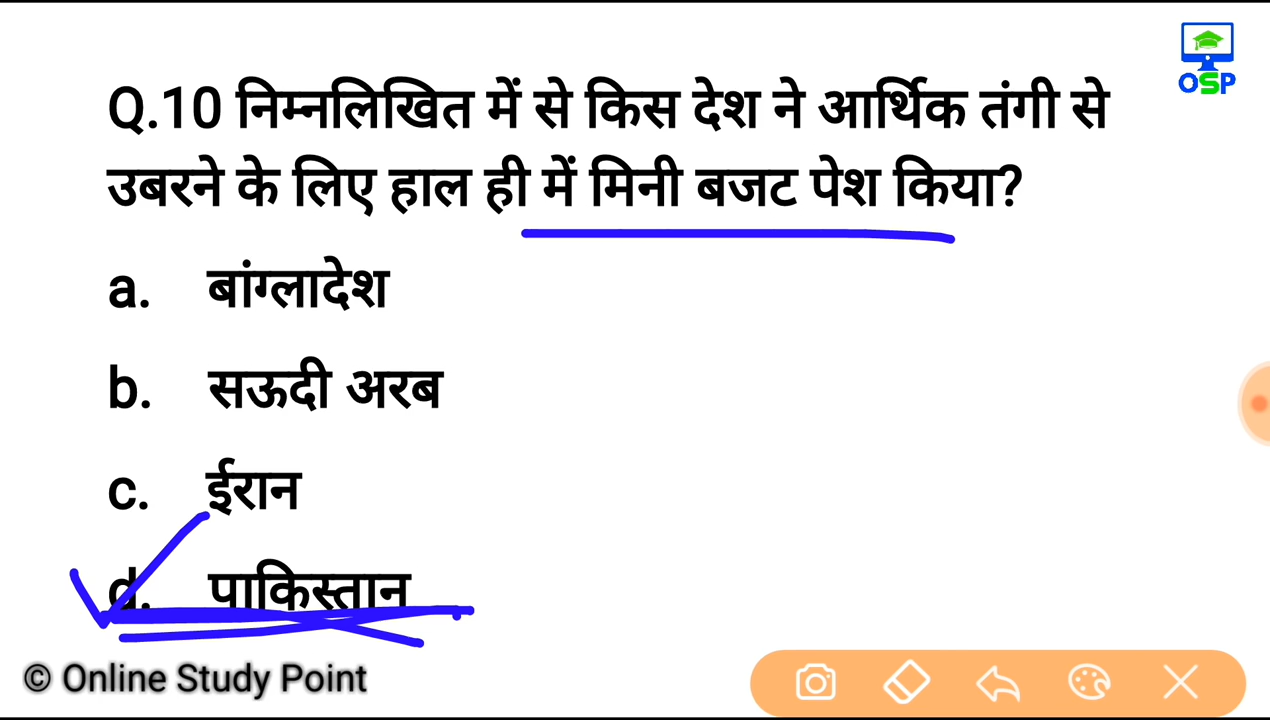 OSP
Q.10 निम्नलिखित में से किस देश ने आर्थिक तंगी से
उबरने के लिए हाल ही में मिनी बजट पेश किया?
a. बांग्लादेश
b. सऊदी अरब
c. ईरान
d. पाकिस्तान
© Online Study Point